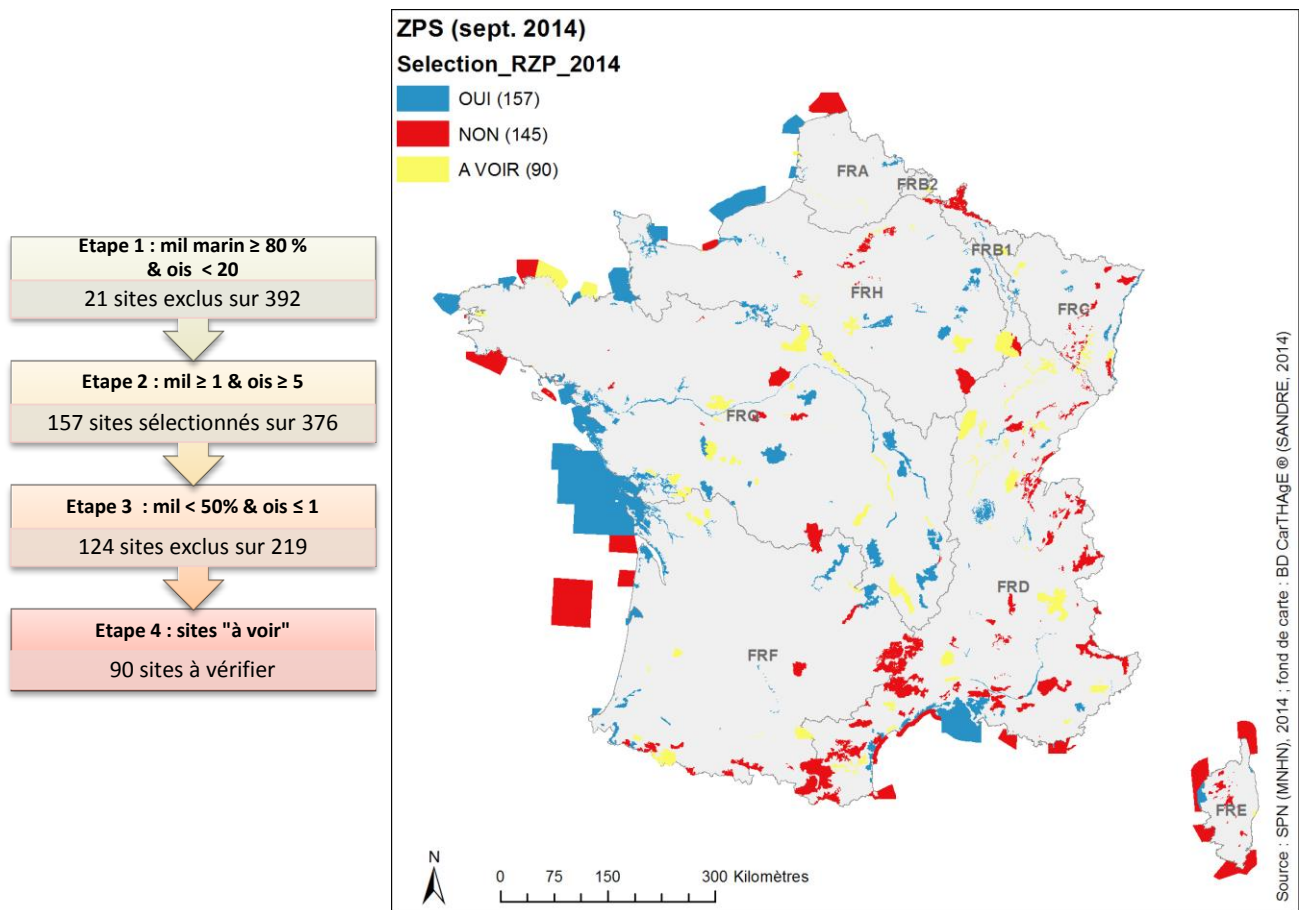 Etape 1 : mil marin ≥ 80 %
& ois < 20
21 sites exclus sur 392
Etape 2 : mil ≥ 1 & ois ≥ 5
157 sites sélectionnés sur 376
Etape 3 : mil < 50% & ois ≤ 1
124 sites exclus sur 219
Etape 4 : sites "à voir"
90 sites à vérifier
ZPS (sept. 2014)
Selection_RZP_2014
OUI (157)
NON (145)
A VOIR (90)
FRA
FRB2
FRB1
FRH
FRC
FRG
FRD
FRF
FRE
N
0 75 150 300 Kilomètres
Source : SPN (MNHN), 2014 ; fond de carte : BD CarTHAgE ® (SANDRE, 2014)